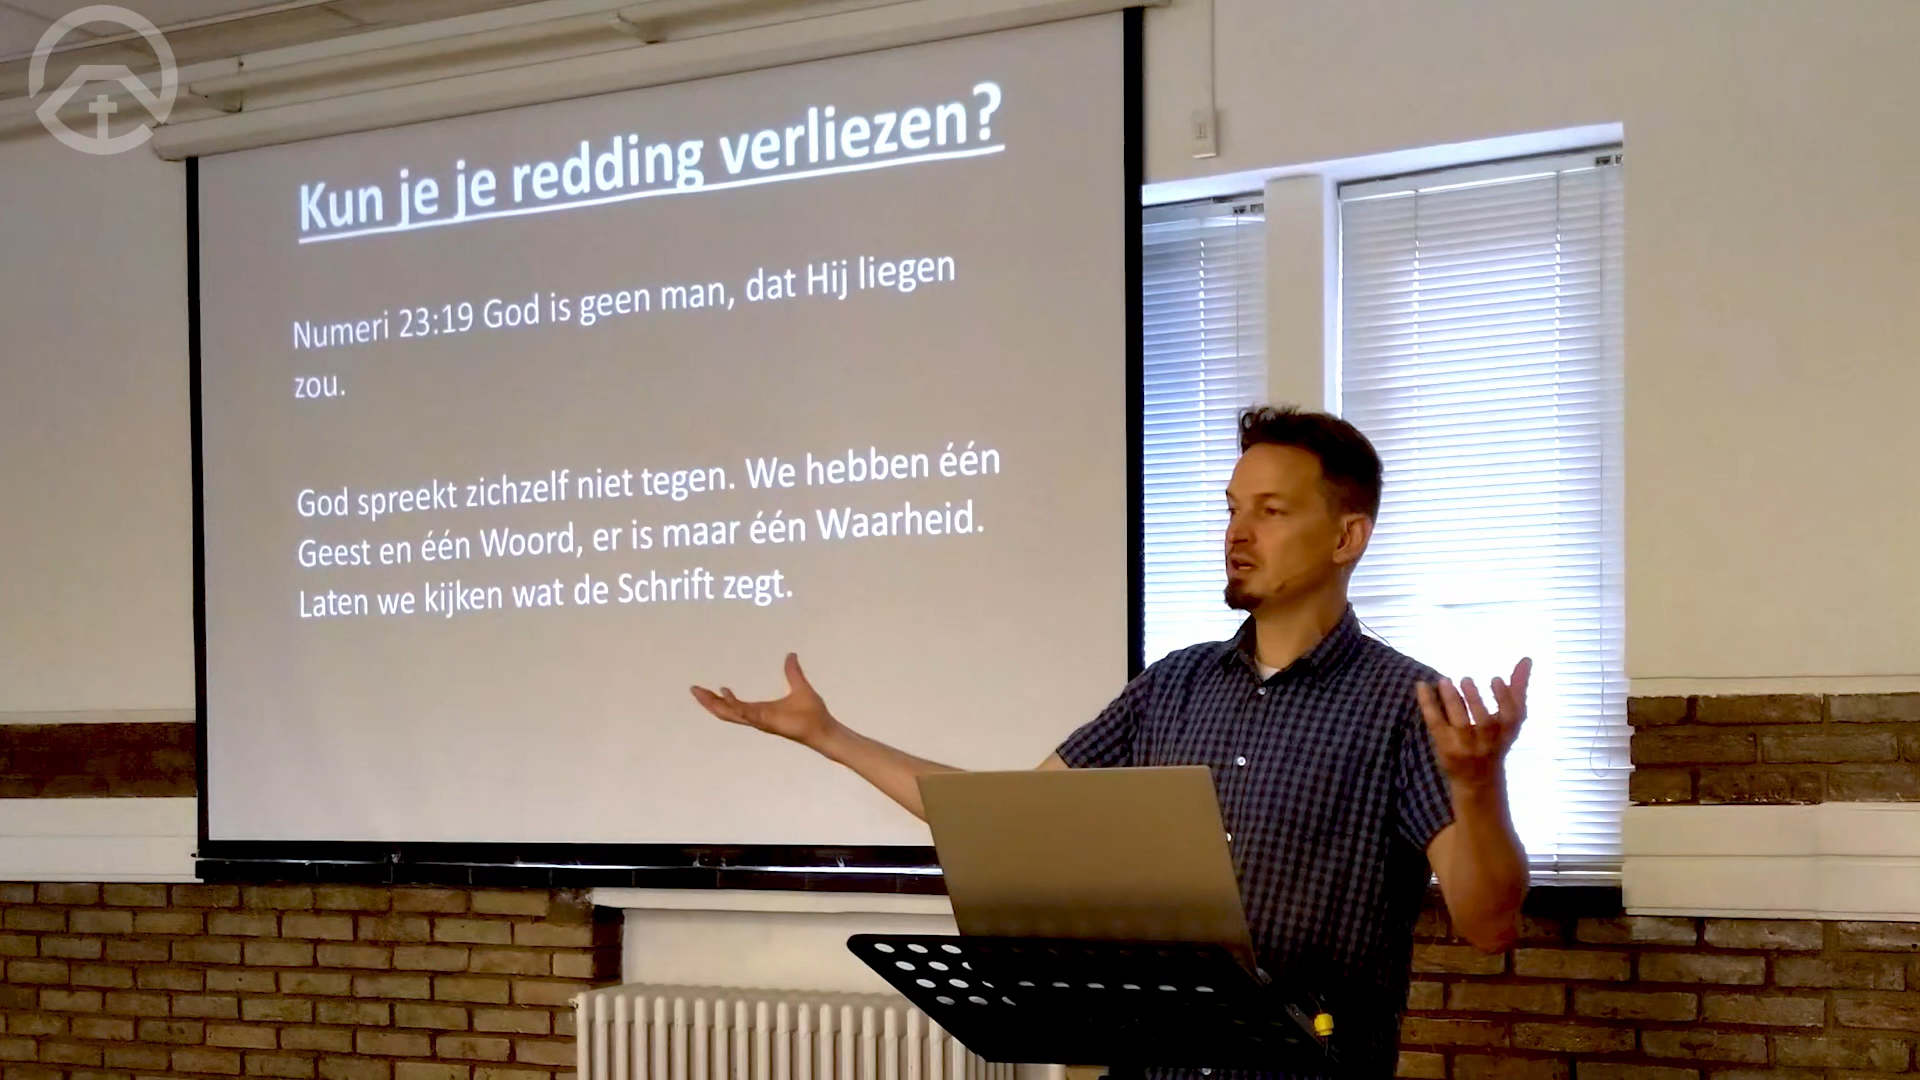 Kun je je redding verliezen?
Numeri 23:19 God is geen man, dat Hij liegen
zou.
God spreekt zichzelf niet tegen. We hebben één
Geest en één Woord, er is maar één Waarheid.
Laten we kijken wat de Schrift zegt.